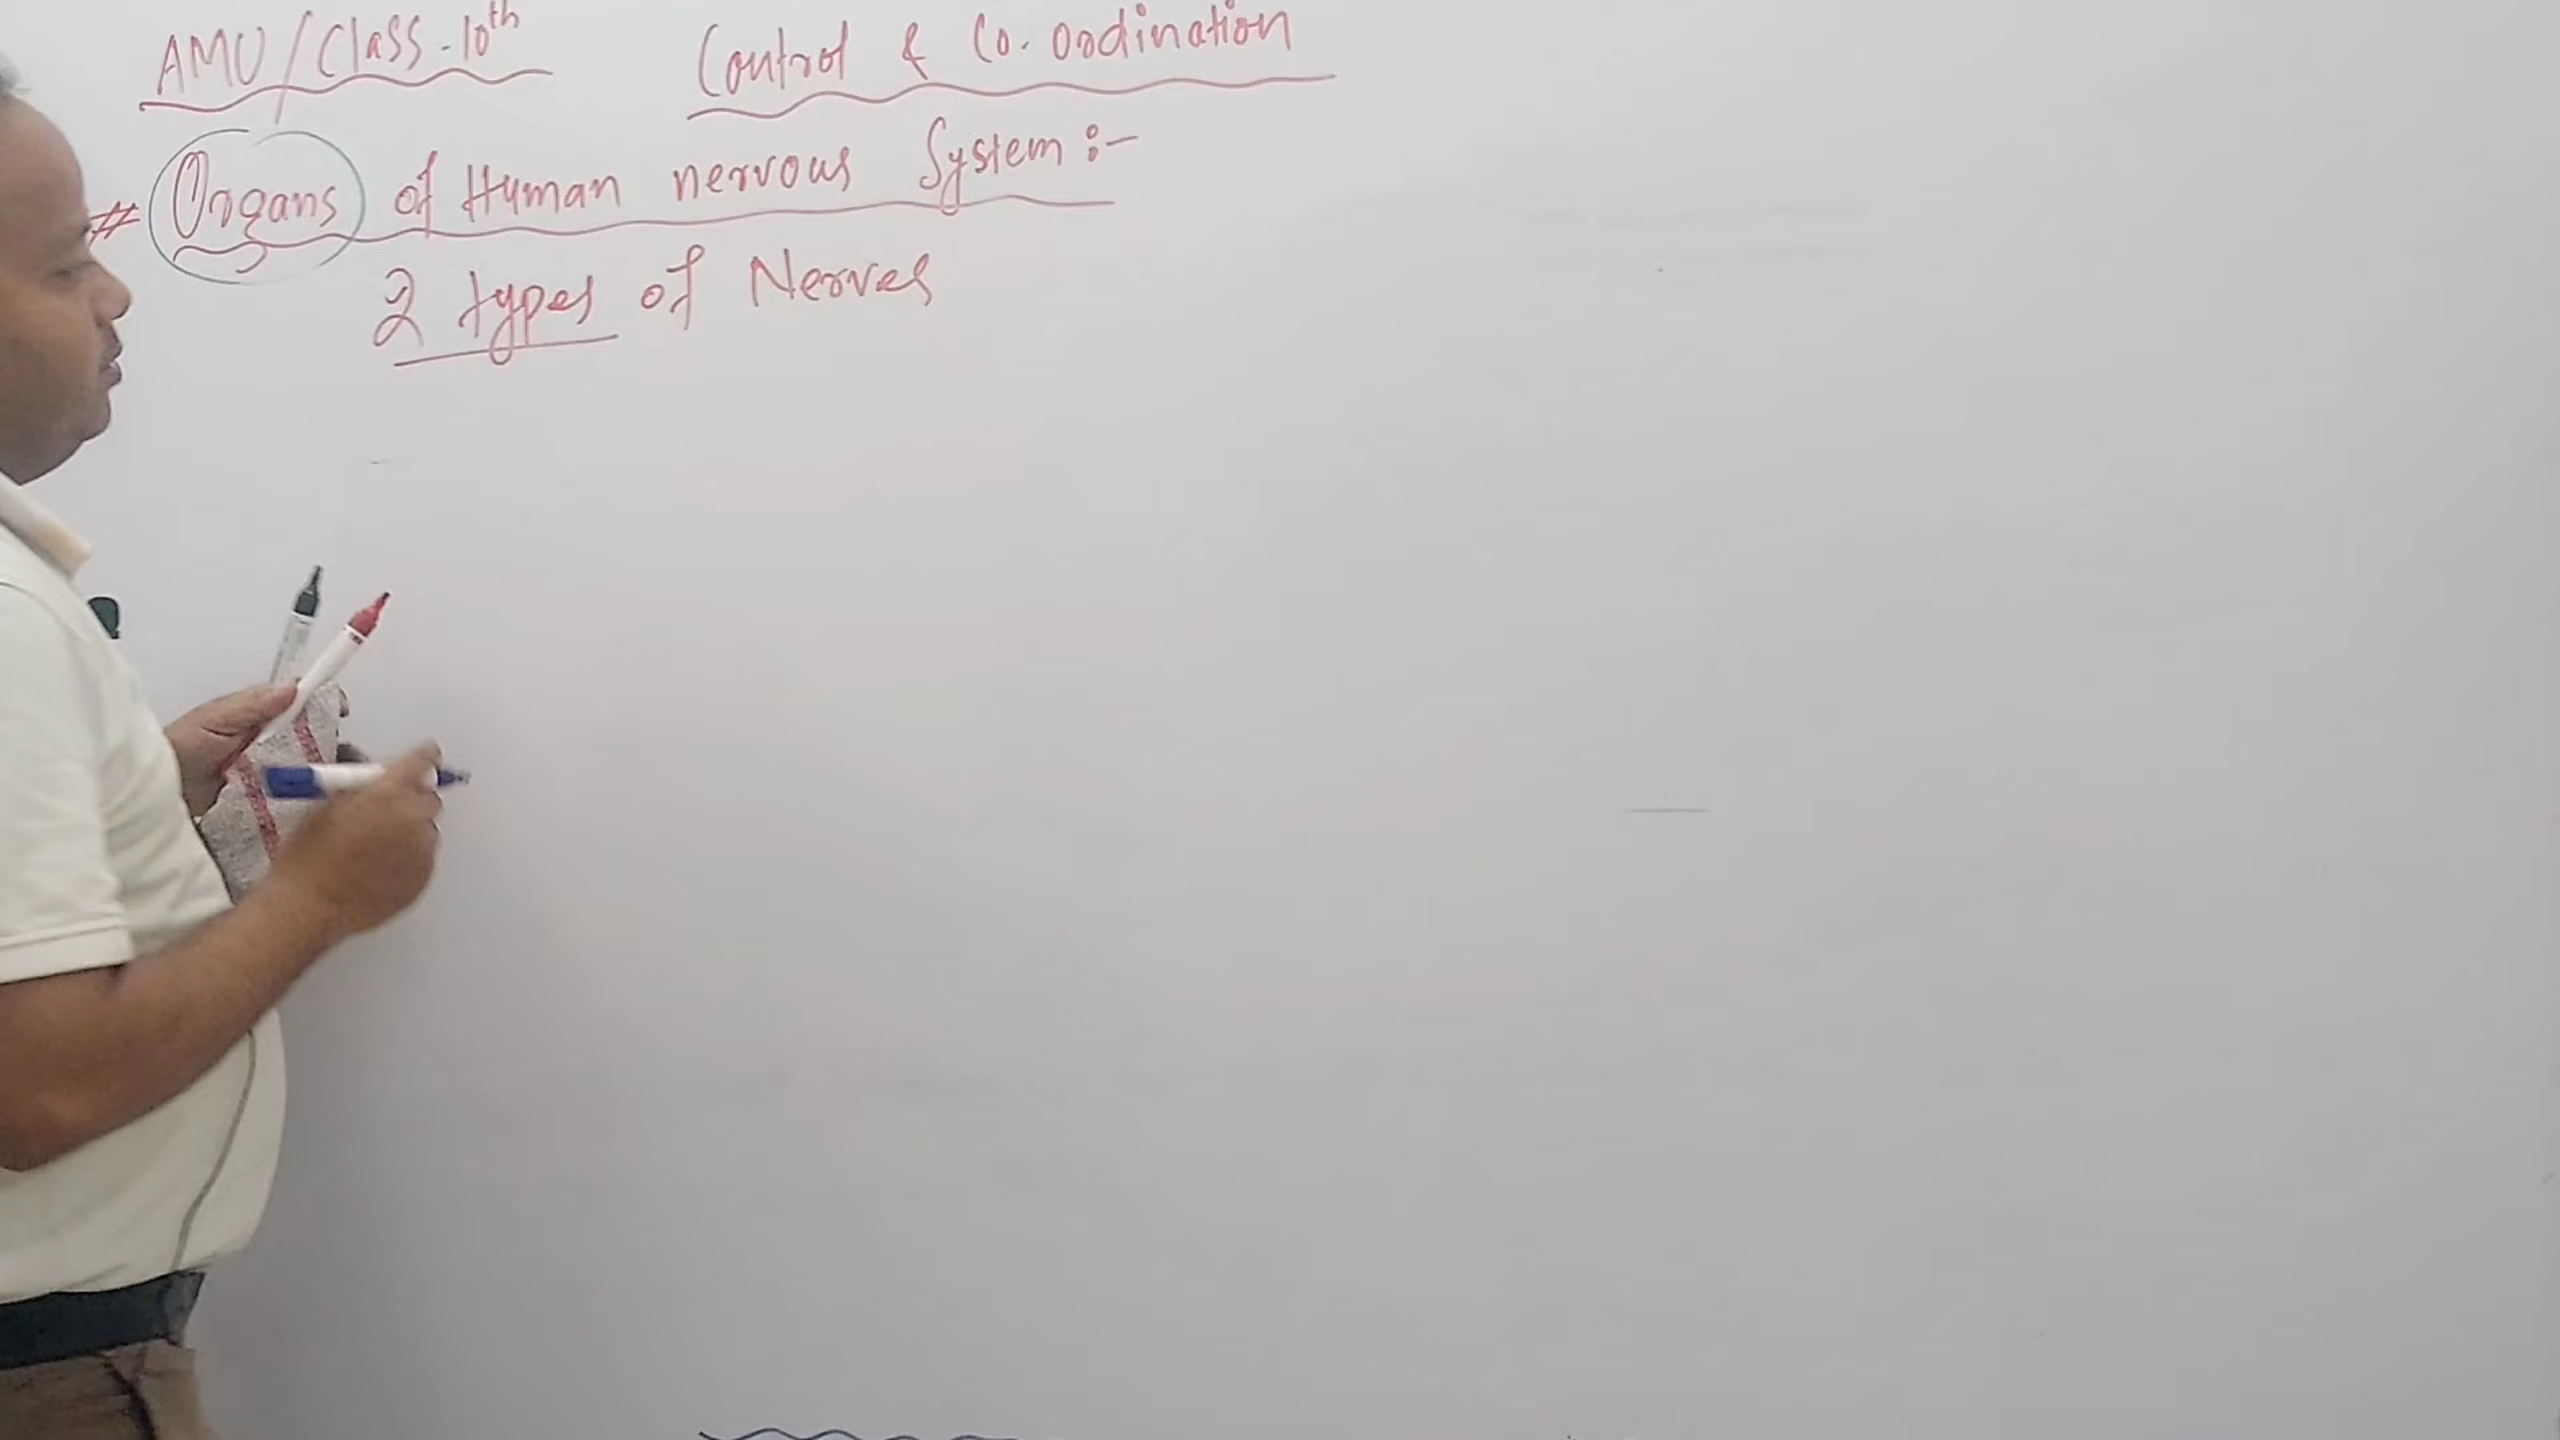 AMU/Class-10th Control & Co-ordination
# Organs of Human nervous System:-
2 types of Nerves